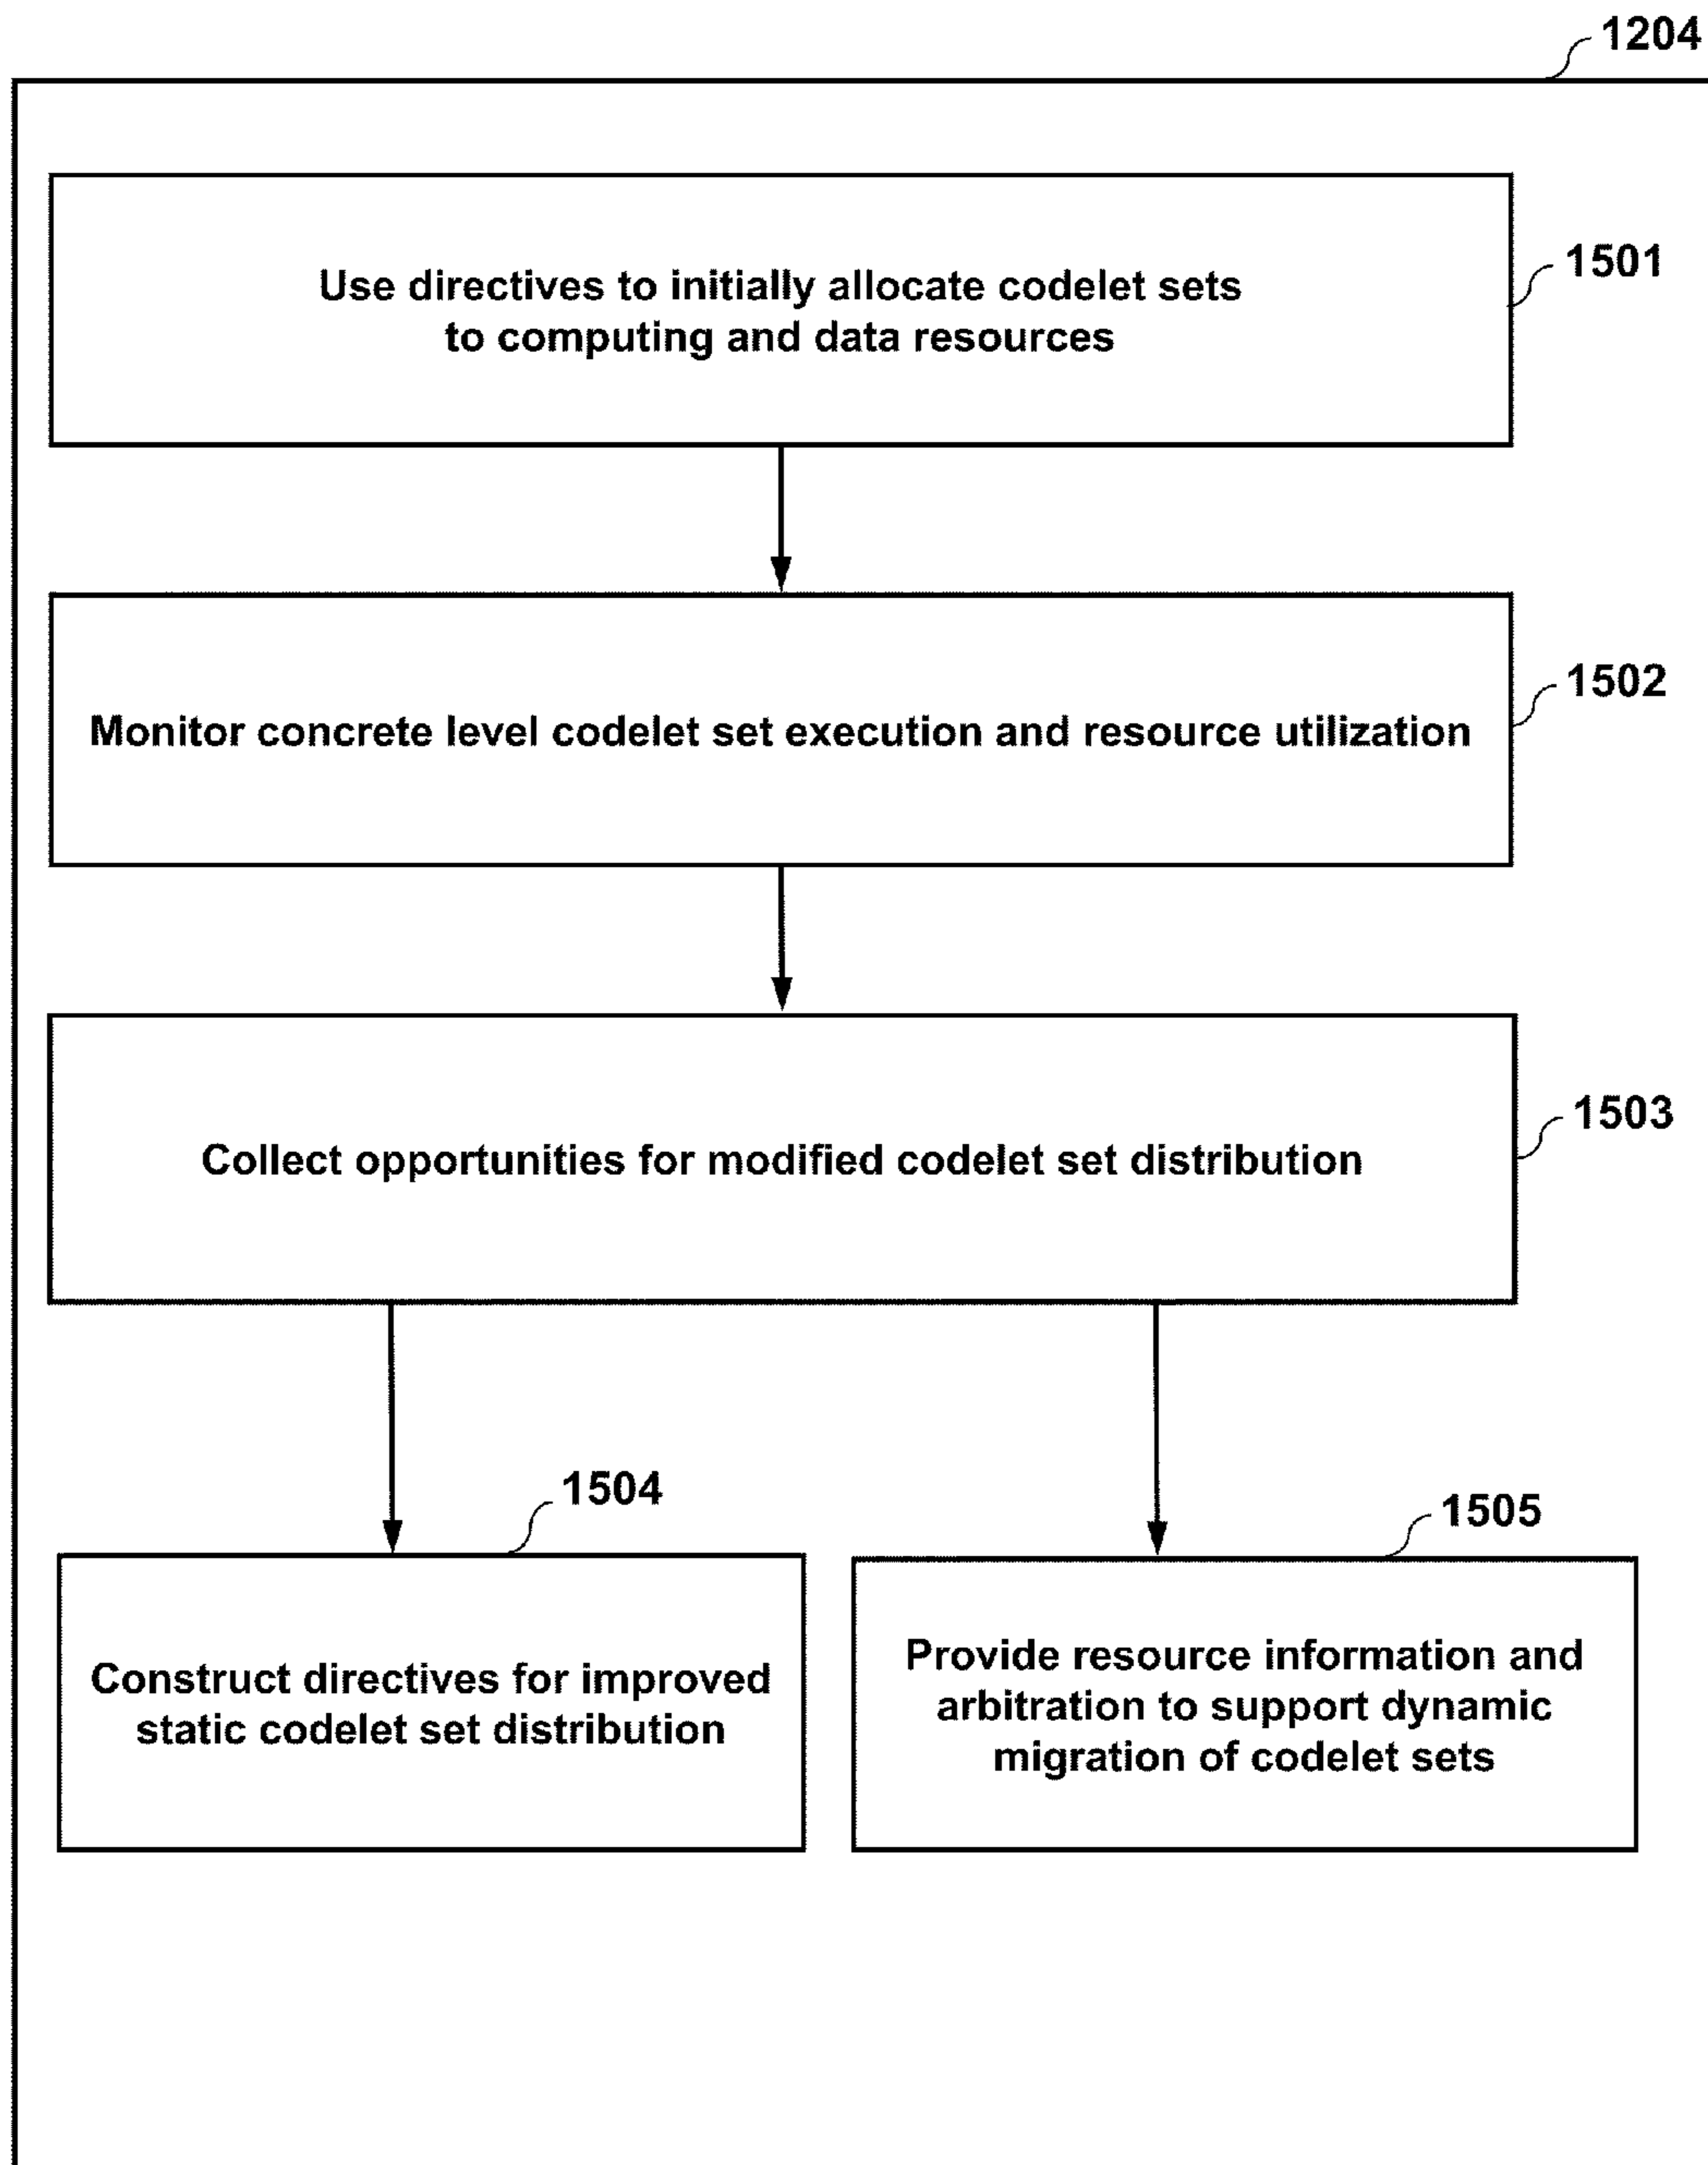 1204
Use directives to initially allocate codelet sets
to computing and data resources
1501
Monitor concrete level codelet set execution and resource utilization
1502
Collect opportunities for modified codelet set distribution
1503
1504
Construct directives for improved
static codelet set distribution
1505
Provide resource information and
arbitration to support dynamic
migration of codelet sets